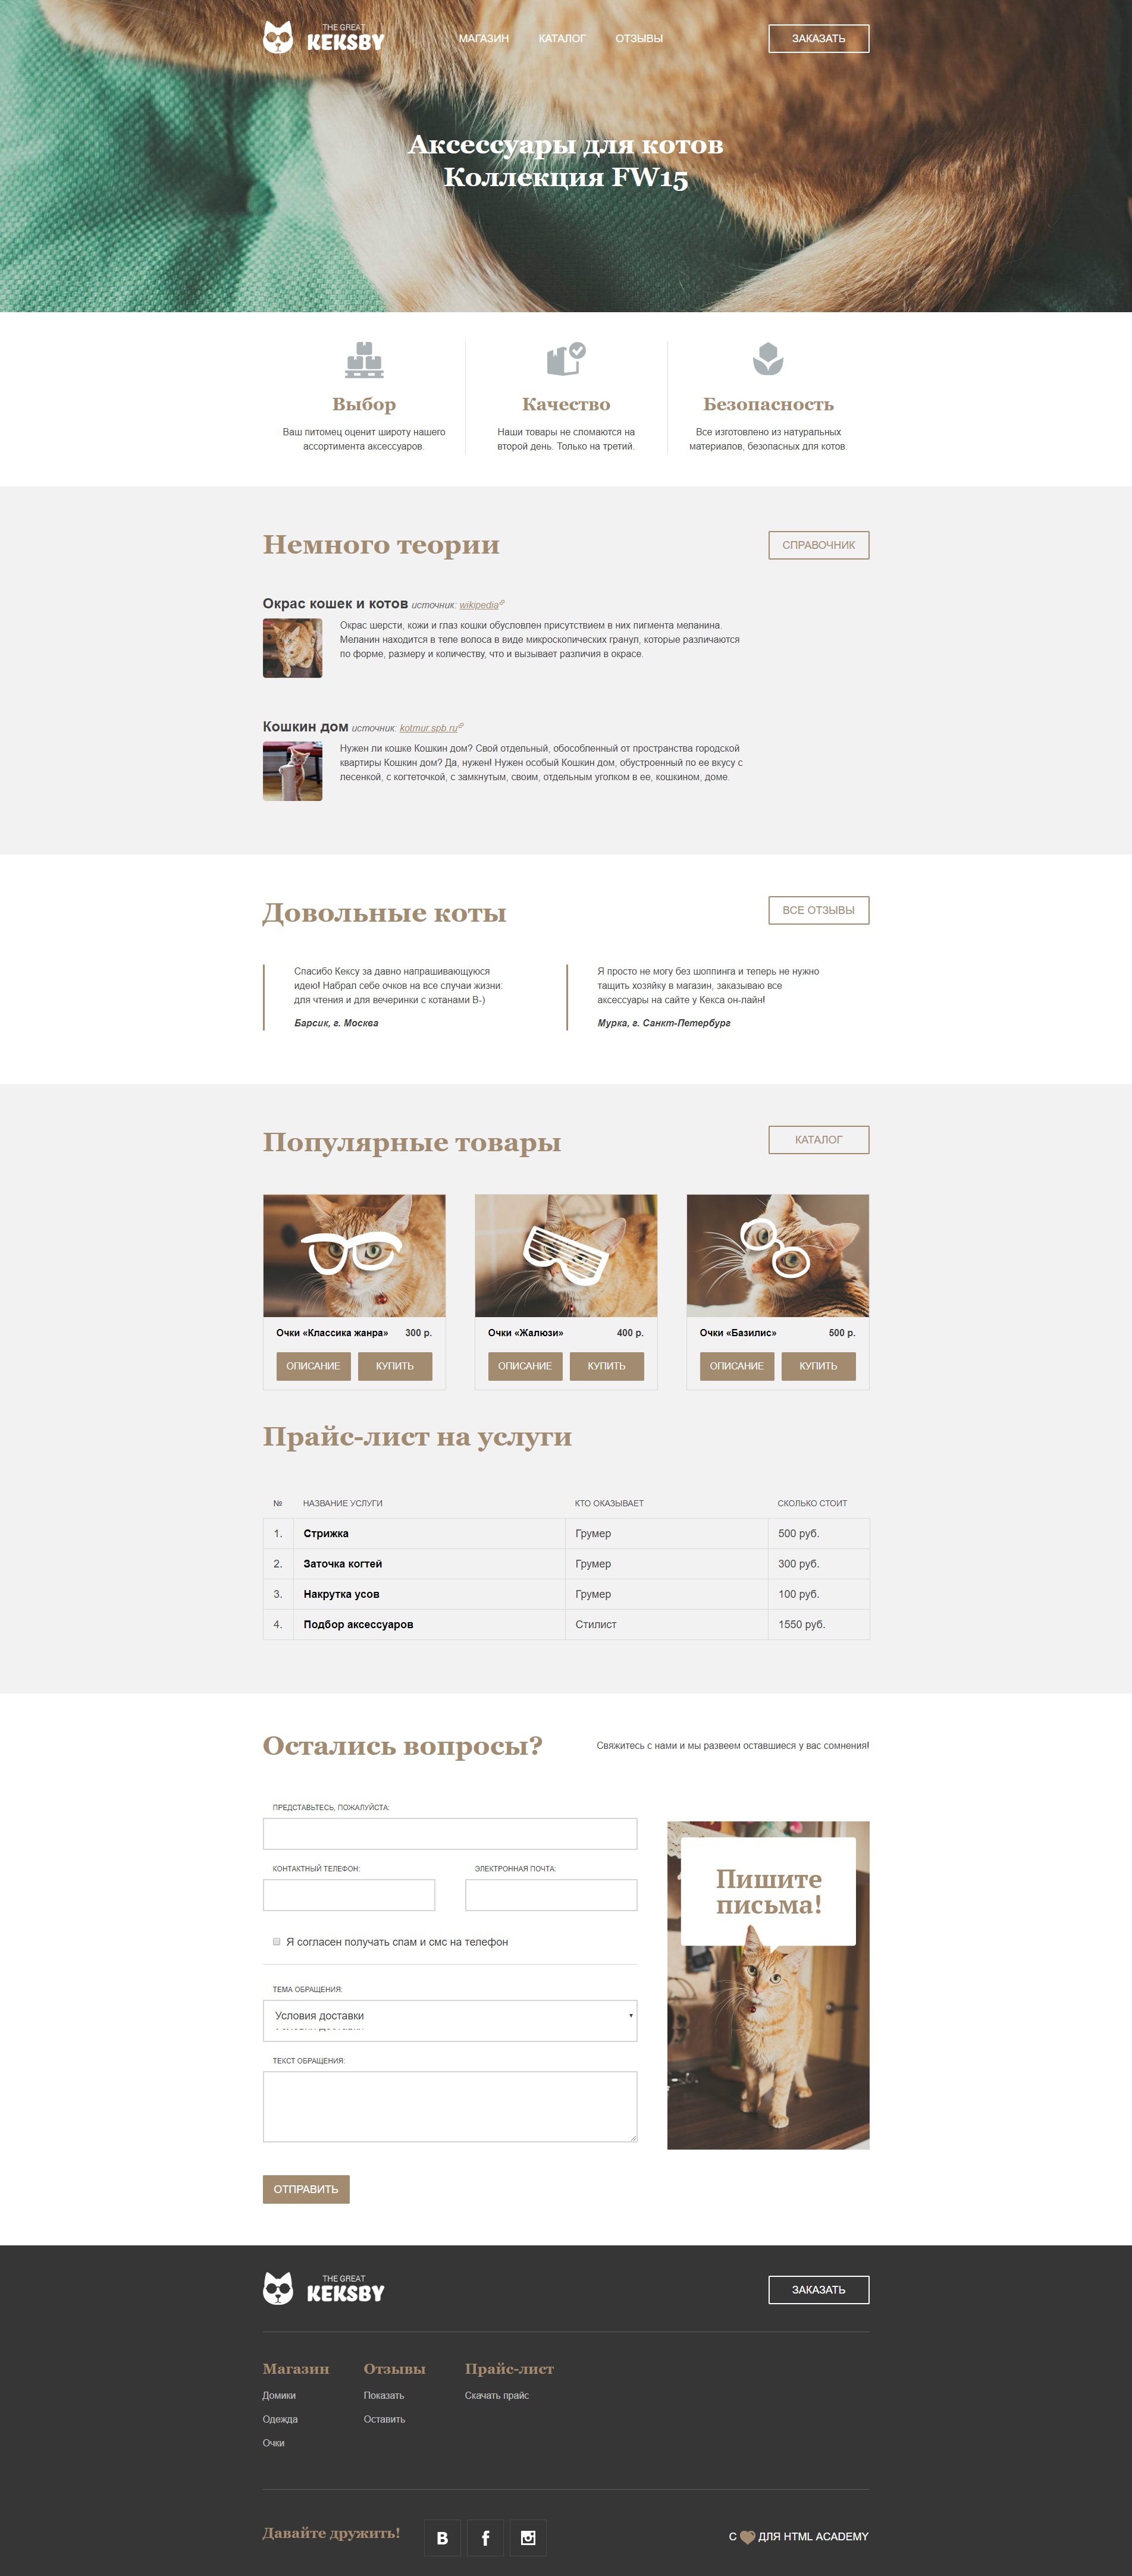 THE GREAT
KEKSBY
МАГАЗИН КАТАЛОГ ОТЗЫВЫ
ЗАКАЗАТЬ
Аксессуары для котов
Коллекция FW15
Выбор
Ваш питомец оценит широту нашего
ассортимента аксессуаров.
Качество
Наши товары не сломаются на
второй день. Только на третий.
Безопасность
Все изготовлено из натуральных
материалов, безопасных для котов.
Немного теории
СПРАВОЧНИК
Окрас кошек и котов источник: wikipedia
Окрас шерсти, кожи и глаз кошки обусловлен присутствием в них пигмента меланина.
Меланин находится в теле волоса в виде микроскопических гранул, которые различаются
по форме, размеру и количеству, что и вызывает различия в окрасе.
Кошкин дом источник: kotmur.spb.ru
Нужен ли кошке Кошкин дом? Свой отдельный, обособленный от пространства городской
квартиры Кошкин дом? Да, нужен! Нужен особый Кошкин дом, обустроенный по ее вкусу с
лесенкой, с когтеточкой, с замкнутым, своим, отдельным уголком в ее, кошкином, доме.
Довольные коты
ВСЕ ОТЗЫВЫ
Спасибо Кексу за давно напрашивающуюся
идею! Набрал себе очков на все случаи жизни:
для чтения и для вечеринки с котанами B-)
Барсик, г. Москва
Я просто не могу без шоппинга и теперь не нужно
тащить хозяйку в магазин, заказываю все
аксессуары на сайте у Кекса он-лайн!
Мурка, г. Санкт-Петербург
Популярные товары
КАТАЛОГ
Очки «Классика жанра» 300 р.
ОПИСАНИЕ КУПИТЬ
Очки «Жалюзи» 400 р.
ОПИСАНИЕ КУПИТЬ
Очки «Базилис» 500 р.
ОПИСАНИЕ КУПИТЬ
Прайс-лист на услуги
№ НАЗВАНИЕ УСЛУГИ КТО ОКАЗЫВАЕТ СКОЛЬКО СТОИТ
1. Стрижка Грумер 500 руб.
2. Заточка когтей Грумер 300 руб.
3. Накрутка усов Грумер 100 руб.
4. Подбор аксессуаров Стилист 1550 руб.
Остались вопросы?
Свяжитесь с нами и мы развеем оставшиеся у вас сомнения!
ПРЕДСТАВЬТЕСЬ, ПОЖАЛУЙСТА:
КОНТАКТНЫЙ ТЕЛЕФОН:
ЭЛЕКТРОННАЯ ПОЧТА:
Я согласен получать спам и смс на телефон
ТЕМА ОБРАЩЕНИЯ:
Условия доставки
ТЕКСТ ОБРАЩЕНИЯ:
ОТПРАВИТЬ
Пишите
письма!
THE GREAT
KEKSBY
ЗАКАЗАТЬ
Магазин
Домики
Одежда
Очки
Отзывы
Показать
Оставить
Прайс-лист
Скачать прайс
Давайте дружить!
В f
С ДЛЯ HTML ACADEMY